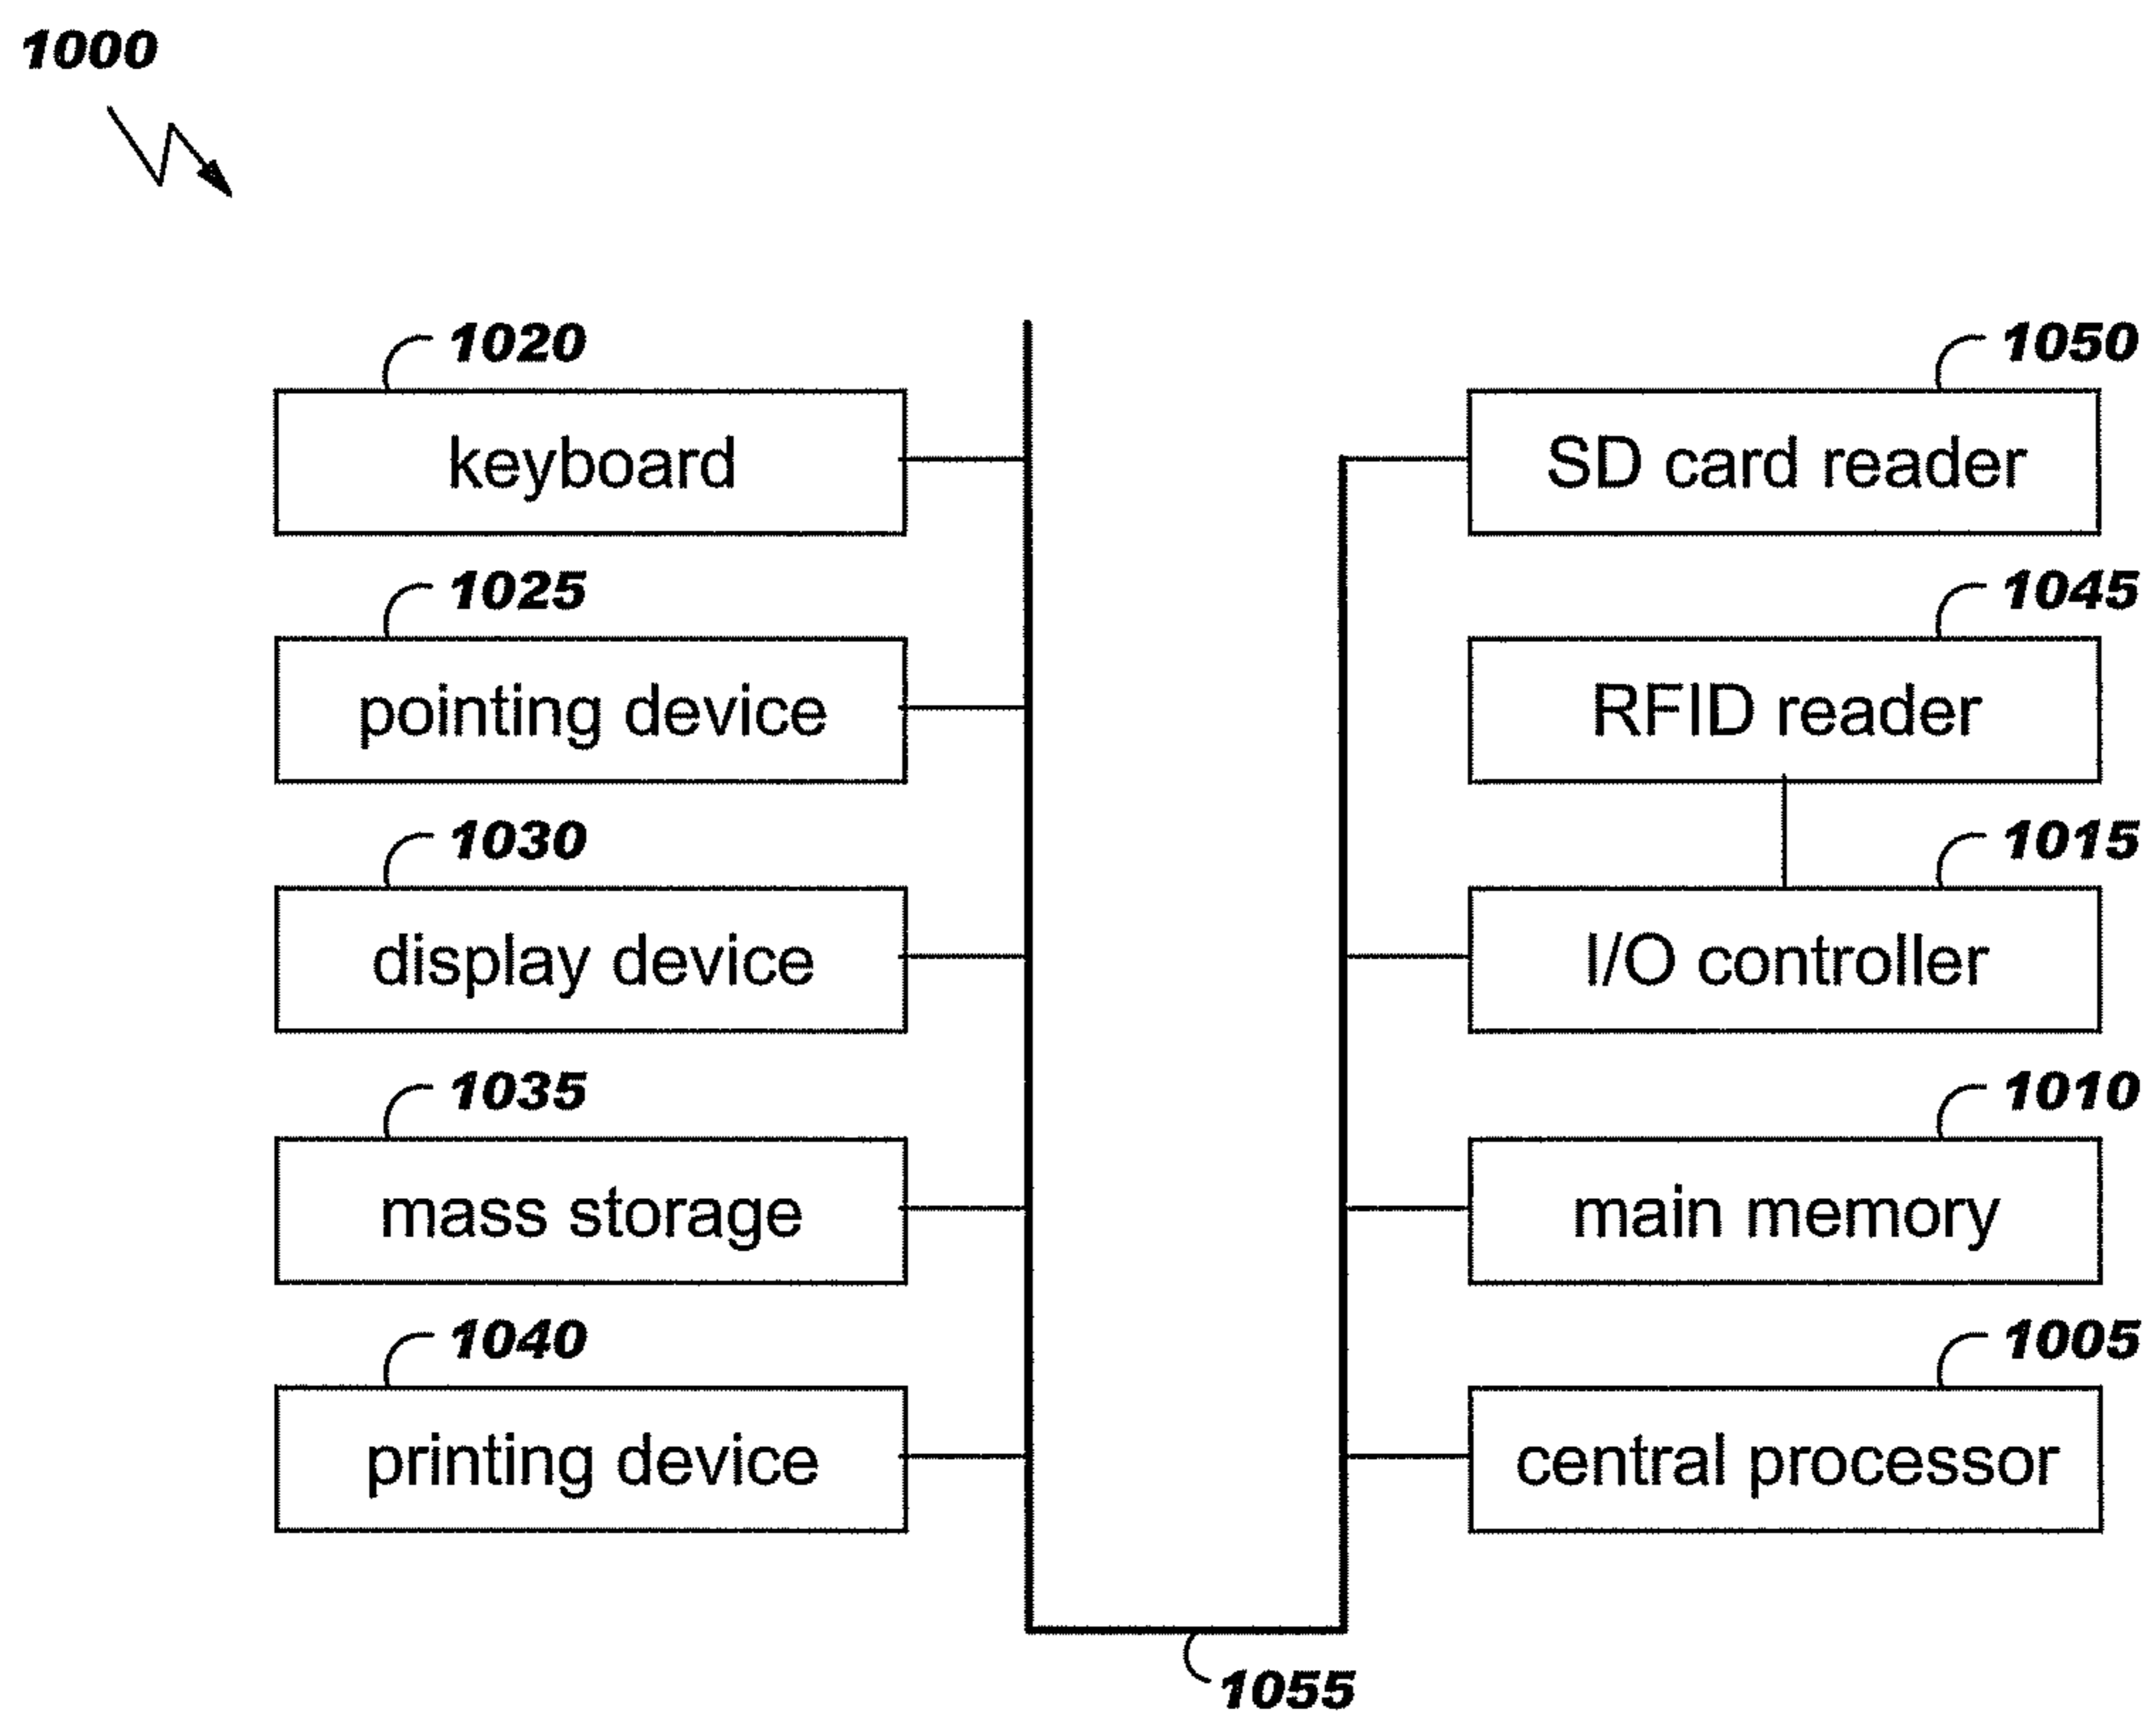 1000
1020
keyboard
1025
pointing device
1030
display device
1035
mass storage
1040
printing device
1050
SD card reader
1045
RFID reader
1015
I/O controller
1010
main memory
1005
central processor
1055